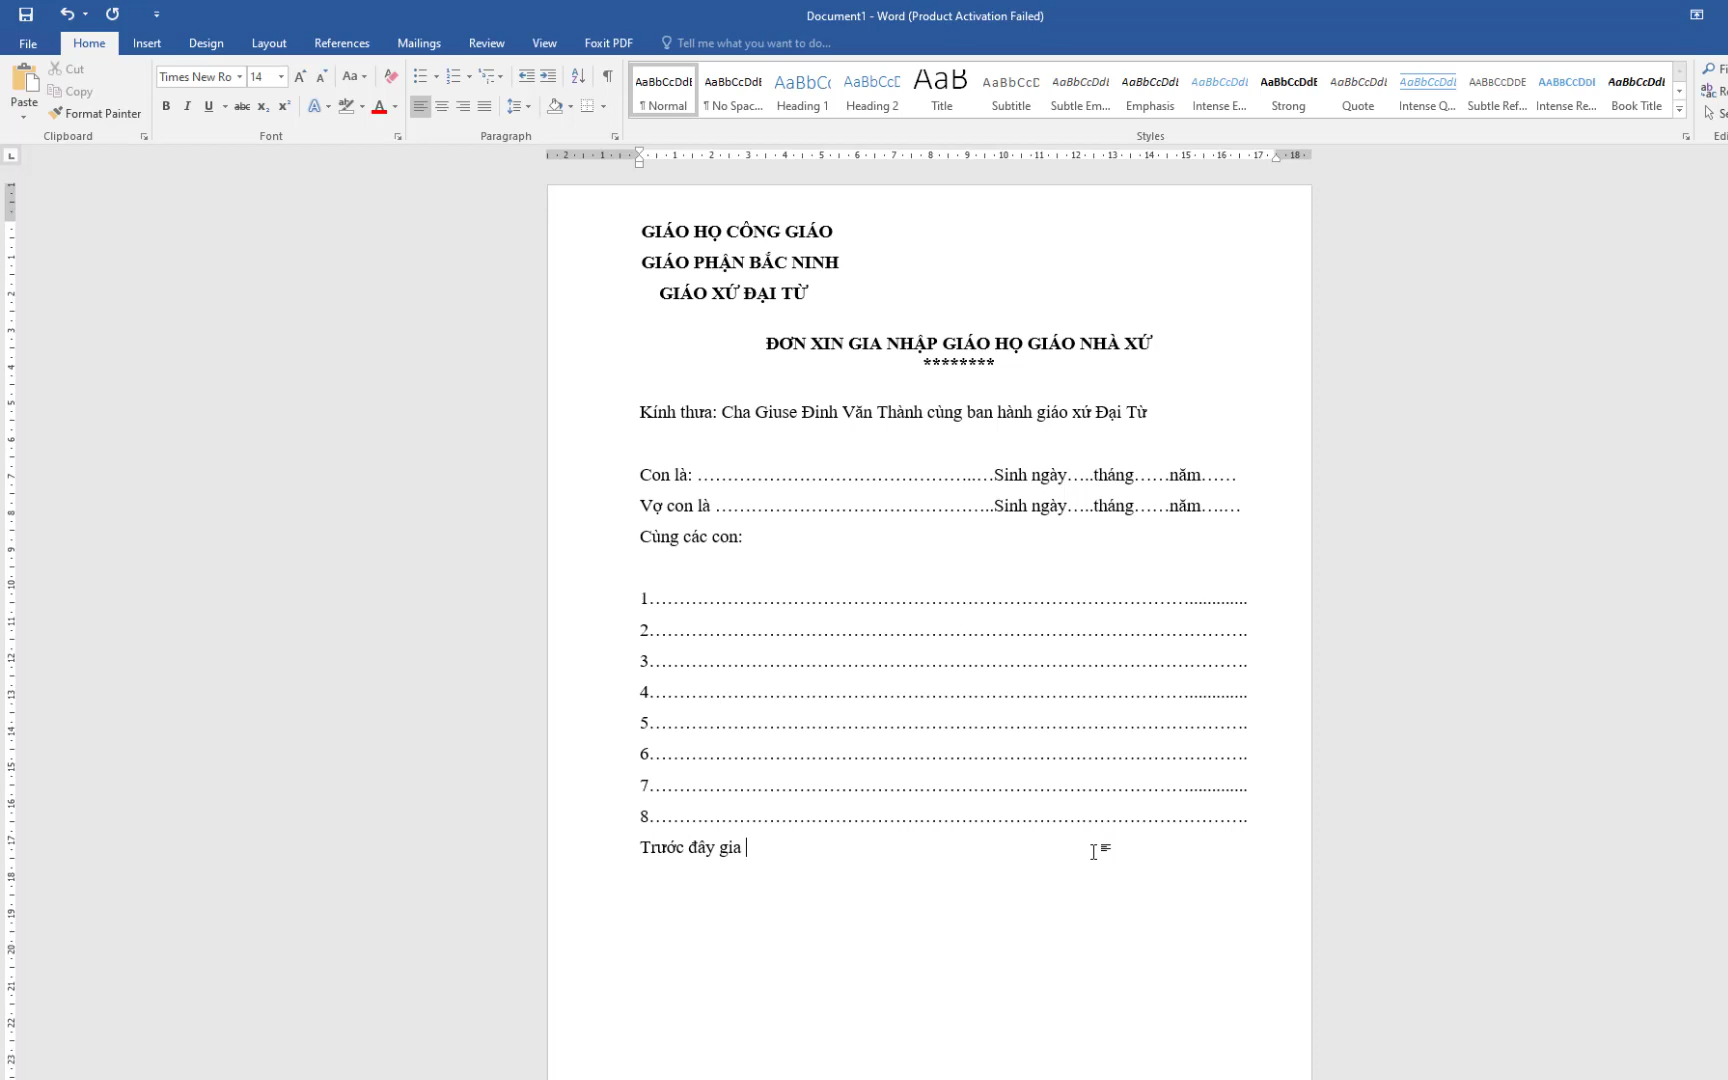 Document1 - Word (Product Activation Failed)
File Home Insert Design Layout References Mailings Review View Foxit PDF Tell me what you want to do...
Paste Cut Copy Format Painter
Times New Ro 14
AaBbCcDdE ¶ Normal
AaBbCcDdE ¶ No Spac...
AaBbCc Heading 1
AaBbCcC Heading 2
AaB Title
AaBbCcC Subtitle
AaBbCcDdI Subtle Em...
AaBbCcDdI Emphasis
AaBbCcDdI Intense E...
AaBbCcDdE Strong
AaBbCcDdI Quote
AaBbCcDdI Intense Q...
AABBCCDDE Subtle Ref...
AABBCCDDI Intense Re...
AaBbCcDdI Book Title
Clipboard Font Paragraph Styles
GIÁO HỌ CÔNG GIÁO
GIÁO PHẬN BẮC NINH
GIÁO XỨ ĐẠI TỪ
ĐƠN XIN GIA NHẬP GIÁO HỌ GIÁO NHÀ XỨ
********
Kính thưa: Cha Giuse Đinh Văn Thành cùng ban hành giáo xứ Đại Từ
Con là: ………………………………………..…Sinh ngày…..tháng……năm……
Vợ con là ………………………………………..Sinh ngày…..tháng……năm….…
Cùng các con:
1……………………………………………………………………………….............
2……………………………………………………………………………………….
3……………………………………………………………………………………….
4……………………………………………………………………………….............
5……………………………………………………………………………………….
6……………………………………………………………………………………….
7……………………………………………………………………………….............
8……………………………………………………………………………………….
Trước đây gia